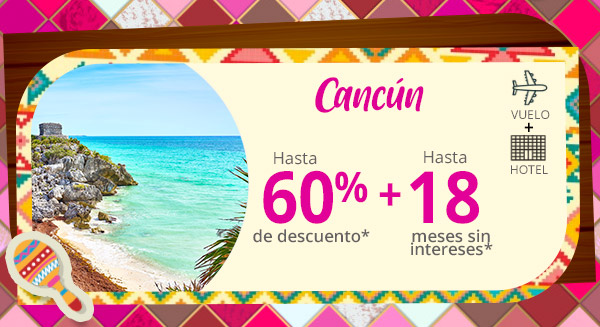 Cancún
VUELO
+
HOTEL
Hasta
60%
de descuento*
+
Hasta
18
meses sin
intereses*